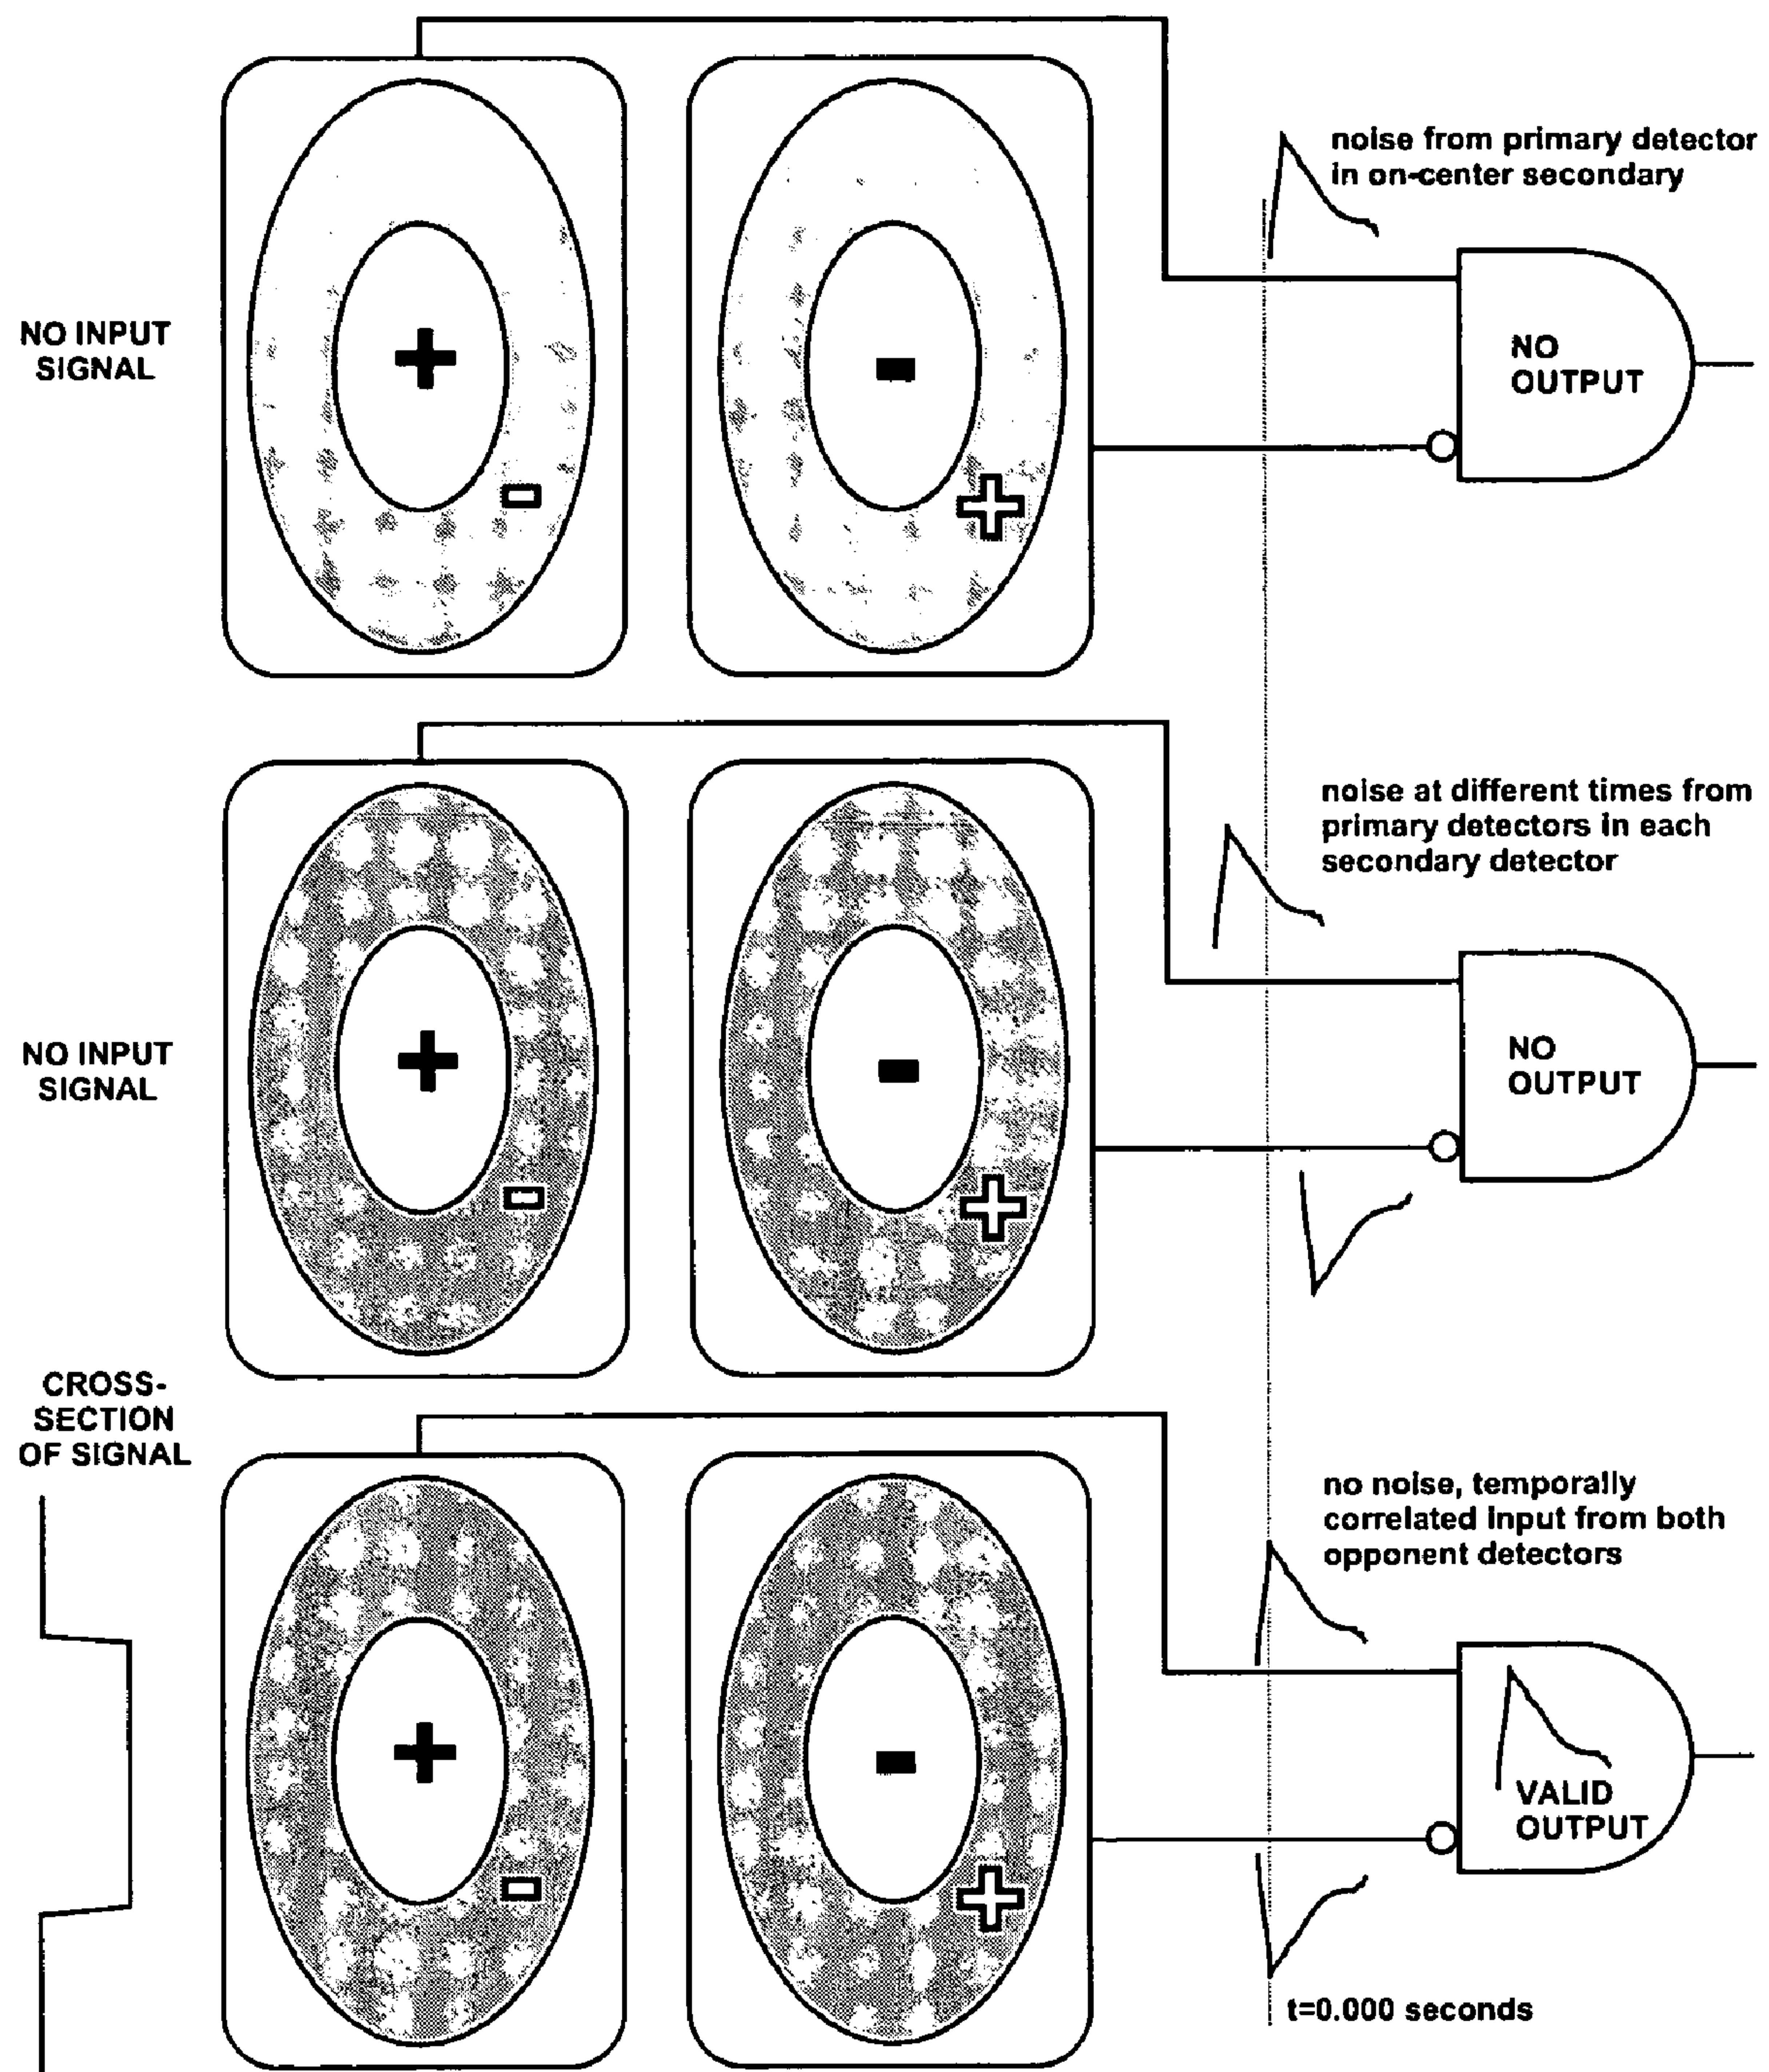 noise from primary detector
in on-center secondary
NO INPUT
SIGNAL
+
-
-
+
NO
OUTPUT
noise at different times from
primary detectors in each
secondary detector
NO INPUT
SIGNAL
+
-
-
+
NO
OUTPUT
CROSS-
SECTION
OF SIGNAL
no noise, temporally
correlated input from both
opponent detectors
+
-
-
+
VALID
OUTPUT
t=0.000 seconds